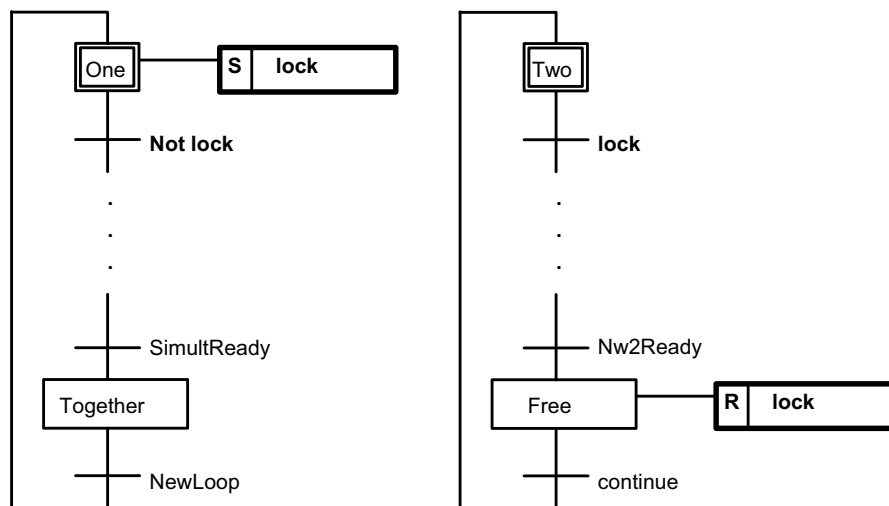 One
S lock
Not lock
.
.
.
SimultReady
Together
NewLoop
Two
lock
.
.
.
Nw2Ready
Free
R lock
continue